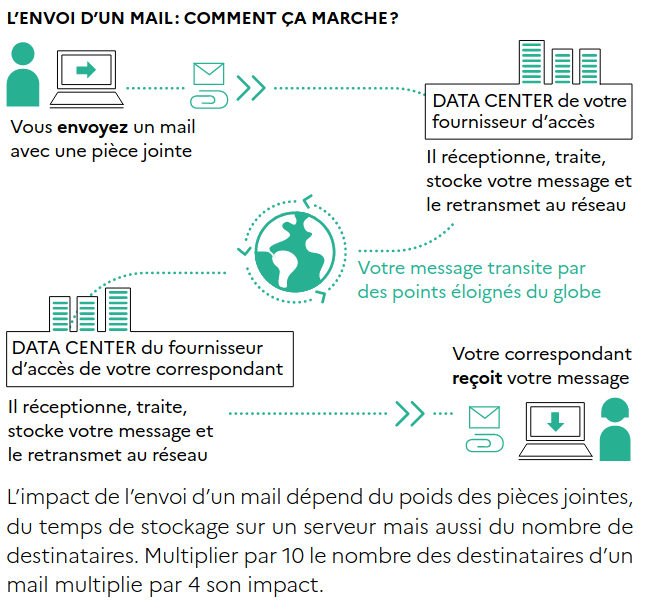 L'ENVOI D'UN MAIL : COMMENT ÇA MARCHE ?
Vous envoyez un mail
avec une pièce jointe
DATA CENTER de votre
fournisseur d'accès
Il réceptionne, traite,
stocke votre message et
le retransmet au réseau
Votre message transite par
des points éloignés du globe
DATA CENTER du fournisseur
d'accès de votre correspondant
Il réceptionne, traite,
stocke votre message et
le retransmet au réseau
Votre correspondant
reçoit votre message
L'impact de l'envoi d'un mail dépend du poids des pièces jointes,
du temps de stockage sur un serveur mais aussi du nombre de
destinataires. Multiplier par 10 le nombre des destinataires d'un
mail multiplie par 4 son impact.